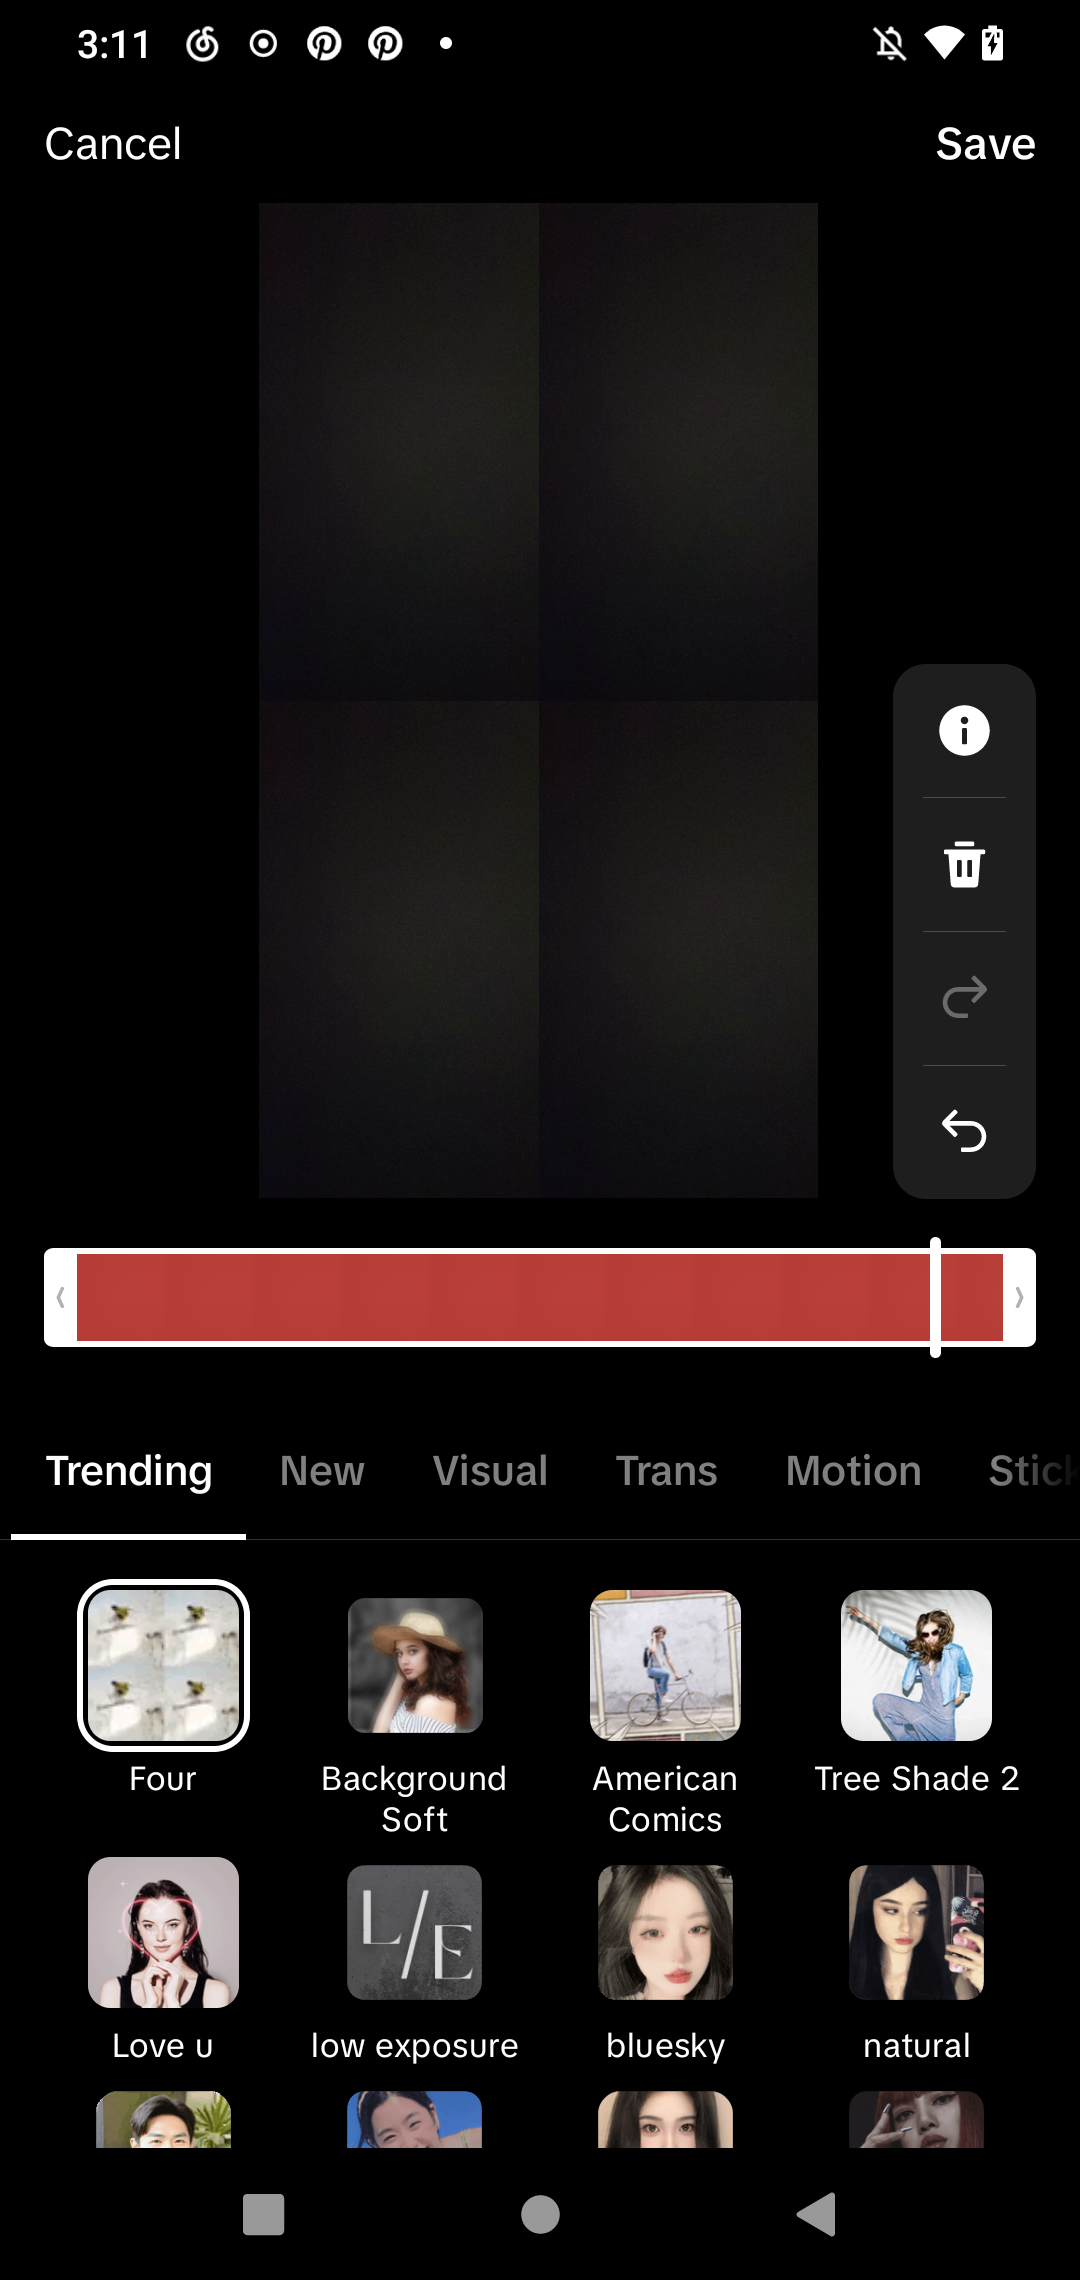 3:11
Cancel
Save
Trending
New
Visual
Trans
Motion
Stick
Four
Background
Soft
American
Comics
Tree Shade 2
L/E
Love u
low exposure
bluesky
natural